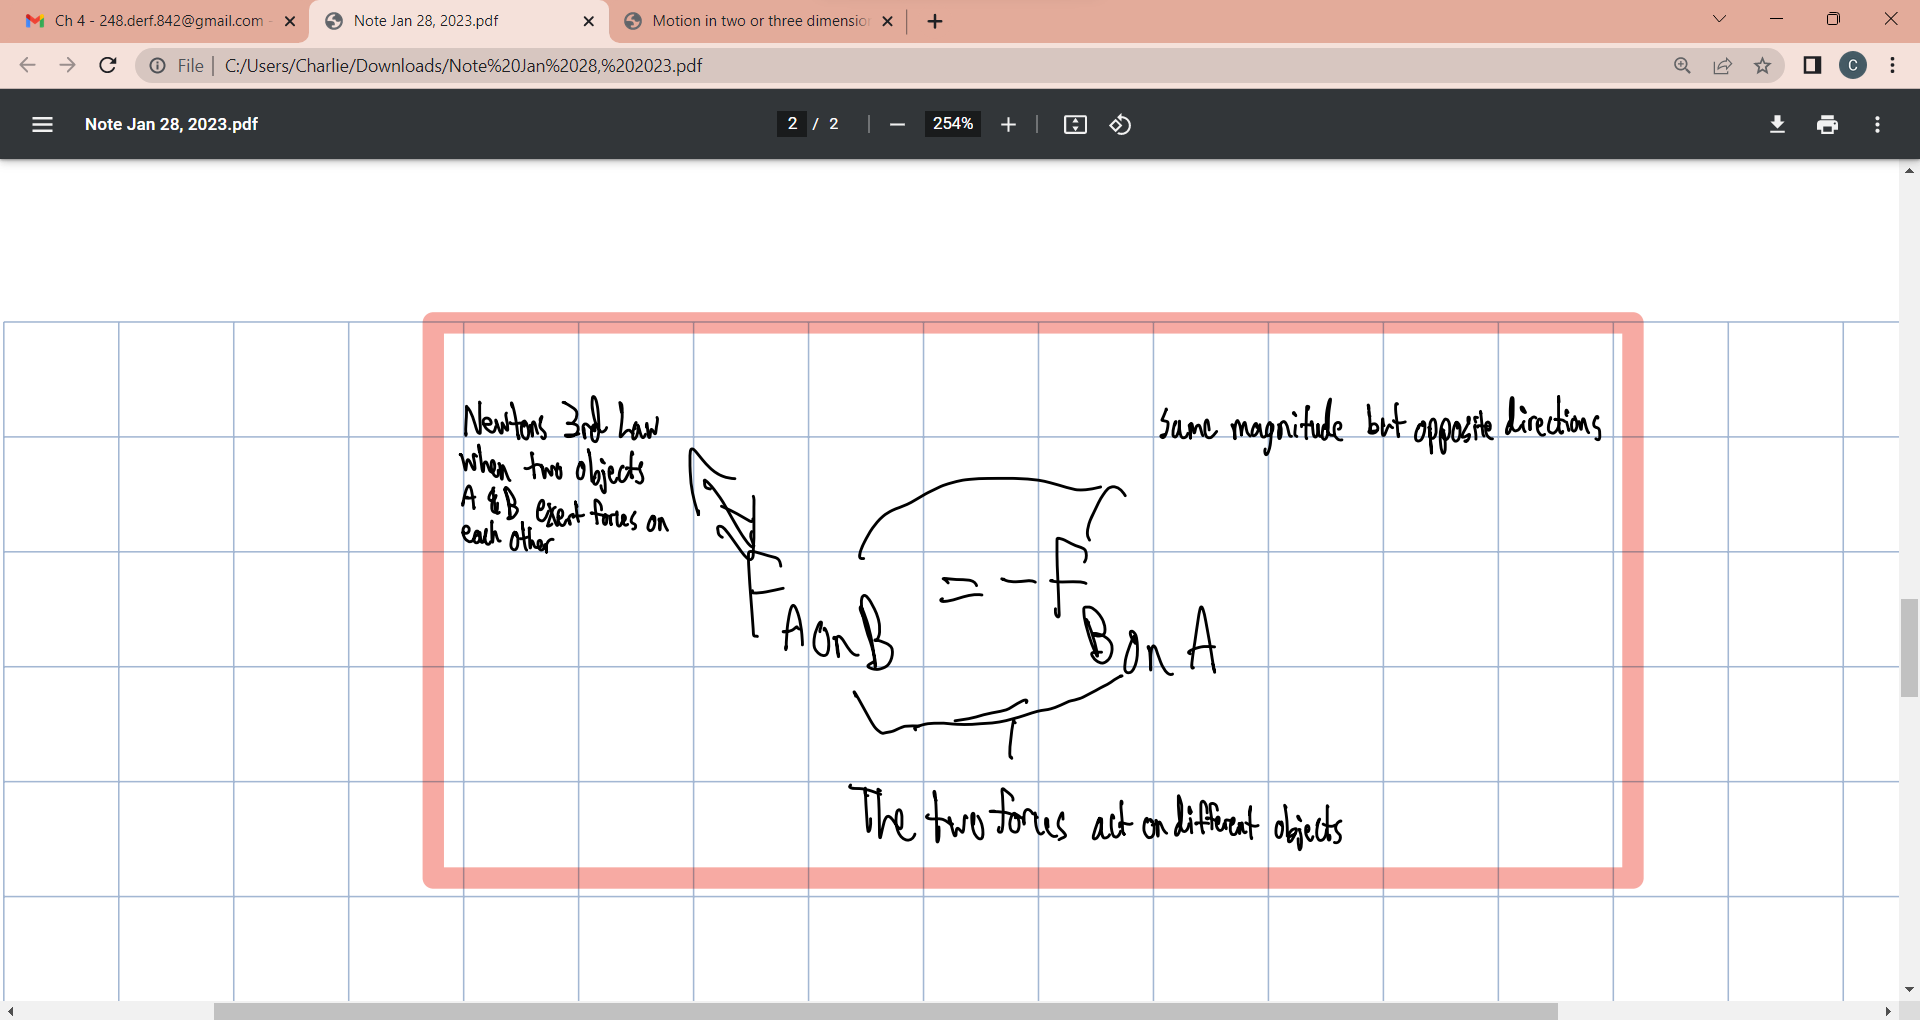 Ch 4 - 248.derf.842@gmail.com
Note Jan 28, 2023.pdf
Motion in two or three dimension
File
C:/Users/Charlie/Downloads/Note%20Jan%2028,%202023.pdf
C
Note Jan 28, 2023.pdf
2 / 2
254%
Newtons 3rd Law
when two objects
A & B exert forces on
each other
Same magnitude but opposite directions
F A on B = - F B on A
The two forces act on different objects